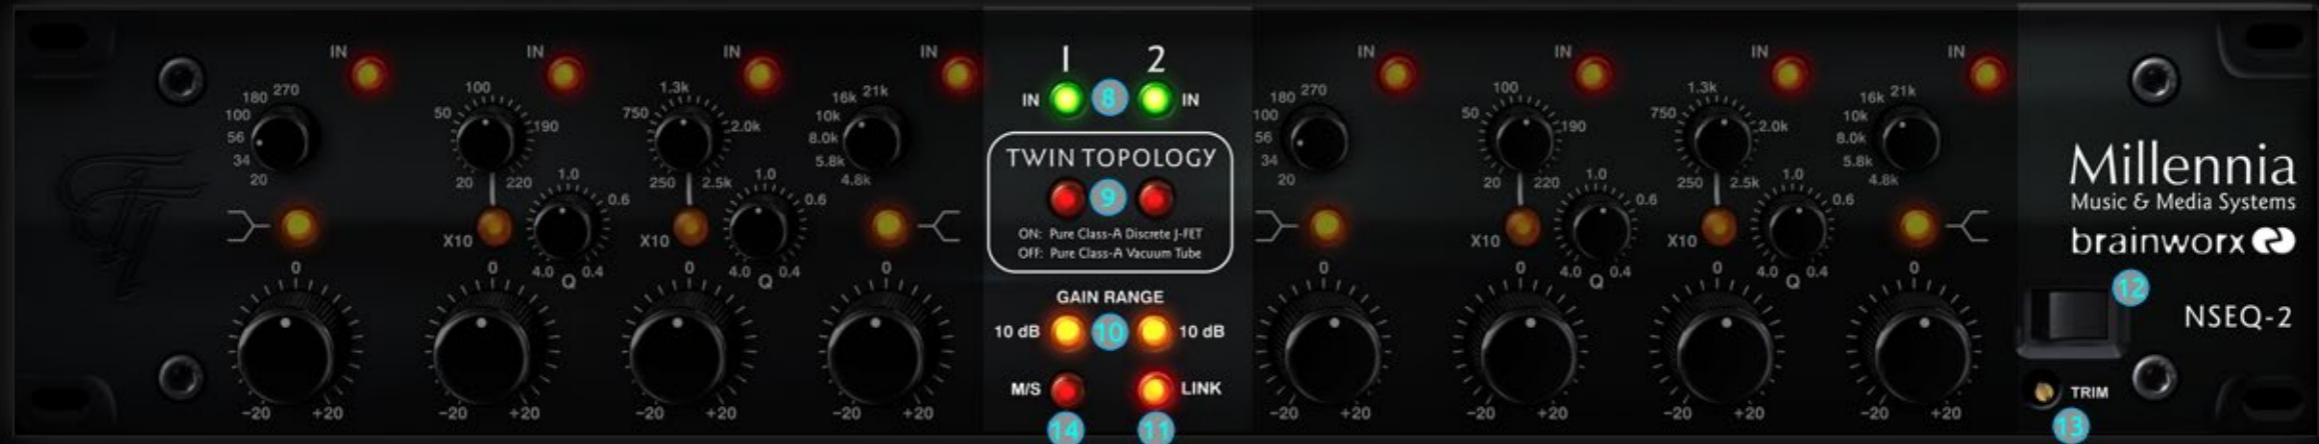 IN IN IN IN
180 270
100
56
34
20
100
50 190
20 220
X10
1.0
0.6
4.0 0.4
Q
1.3k
750 2.0k
250 2.5k
X10
1.0
0.6
4.0 0.4
Q
16k 21k
10k
8.0k
5.8k
4.8k
0 0 0 0
-20 +20 -20 +20 -20 +20 -20 +20
1 2
IN 8 IN
TWIN TOPOLOGY
9
ON: Pure Class-A Discrete J-FET
OFF: Pure Class-A Vacuum Tube
GAIN RANGE
10 dB 10 10 dB
M/S LINK
14 11
IN IN IN IN
180 270
100
56
34
20
100
50 190
20 220
X10
1.0
0.6
4.0 0.4
Q
1.3k
750 2.0k
250 2.5k
X10
1.0
0.6
4.0 0.4
Q
16k 21k
10k
8.0k
5.8k
4.8k
0 0 0 0
-20 +20 -20 +20 -20 +20 -20 +20
Millennia
Music & Media Systems
brainworx
12
NSEQ-2
TRIM
13